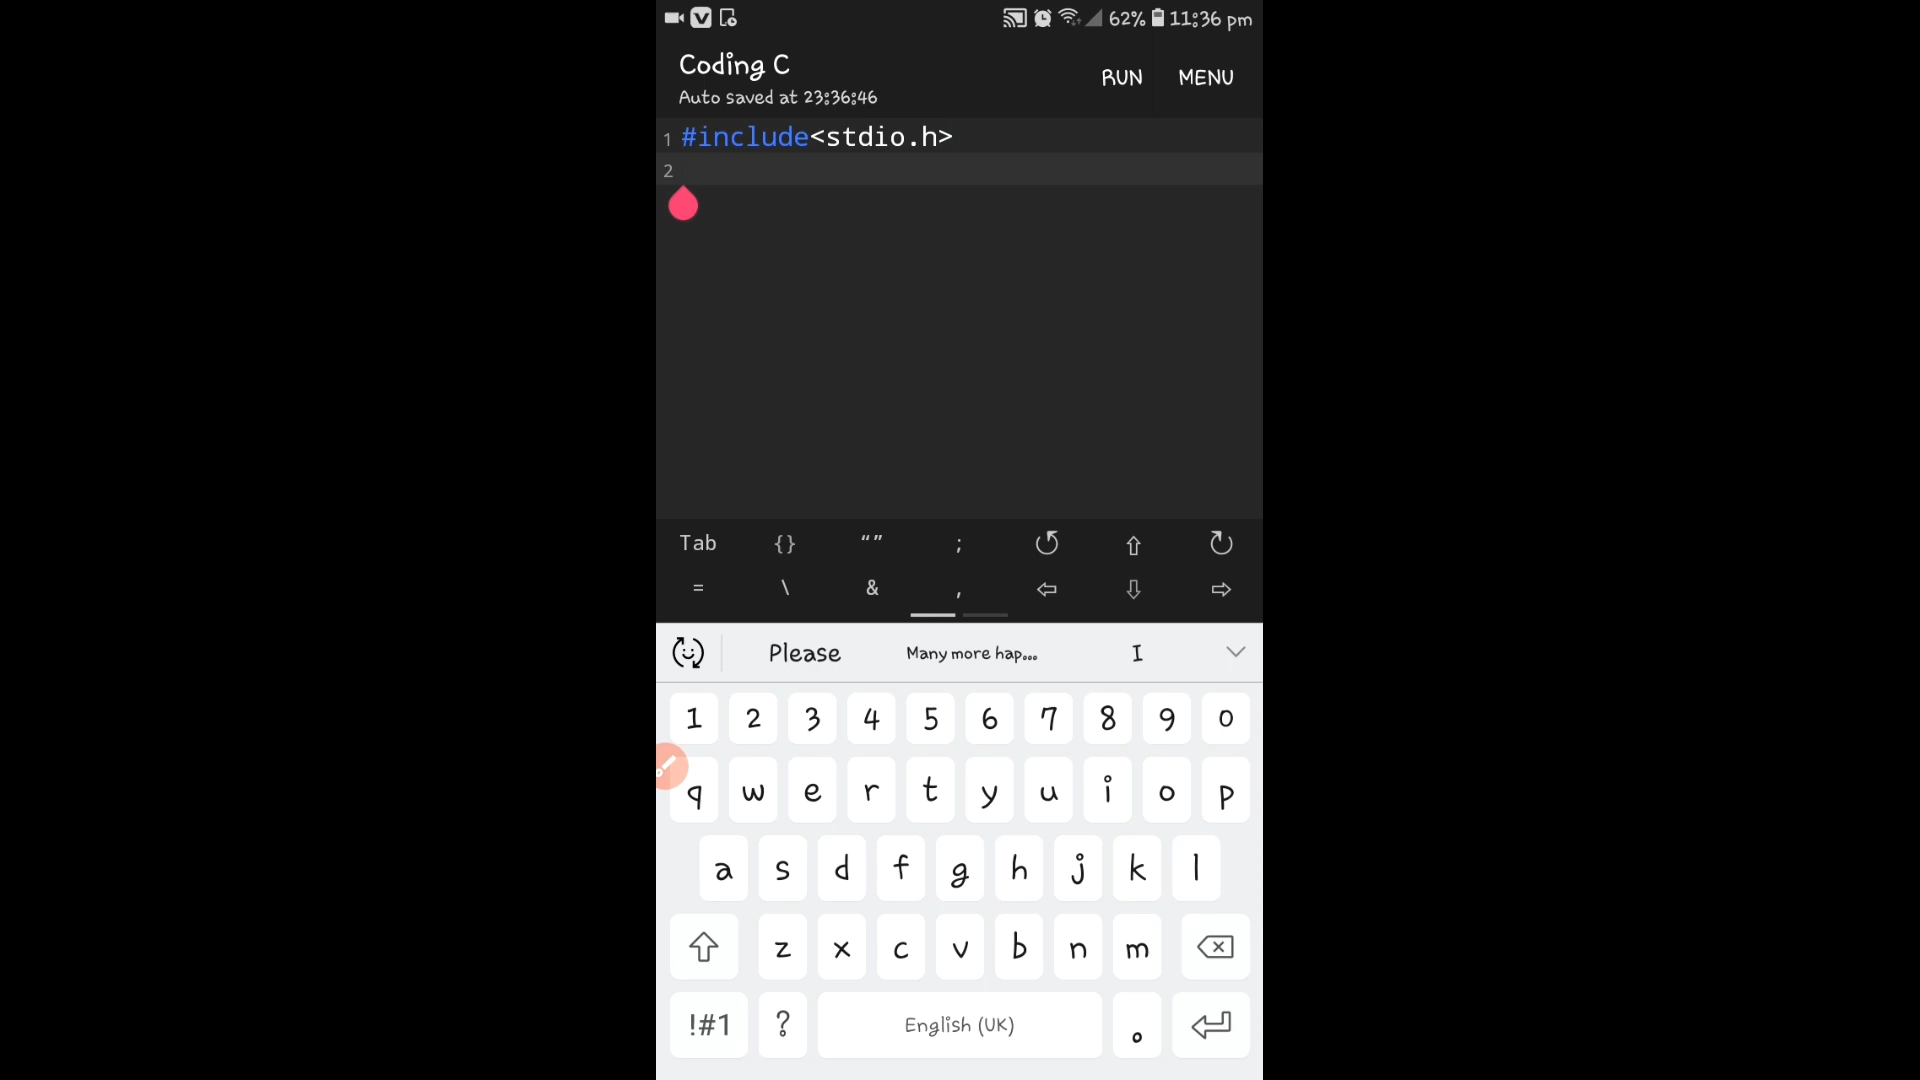 62% 11:36 pm
Coding C
RUN MENU
Auto saved at 23:36:46
1 #include<stdio.h>
2
Tab {} “” ;
= \ & ,
Please Many more hap... I
1 2 3 4 5 6 7 8 9 0
q w e r t y u i o p
a s d f g h j k l
z x c v b n m
!#1 ? English (UK) .